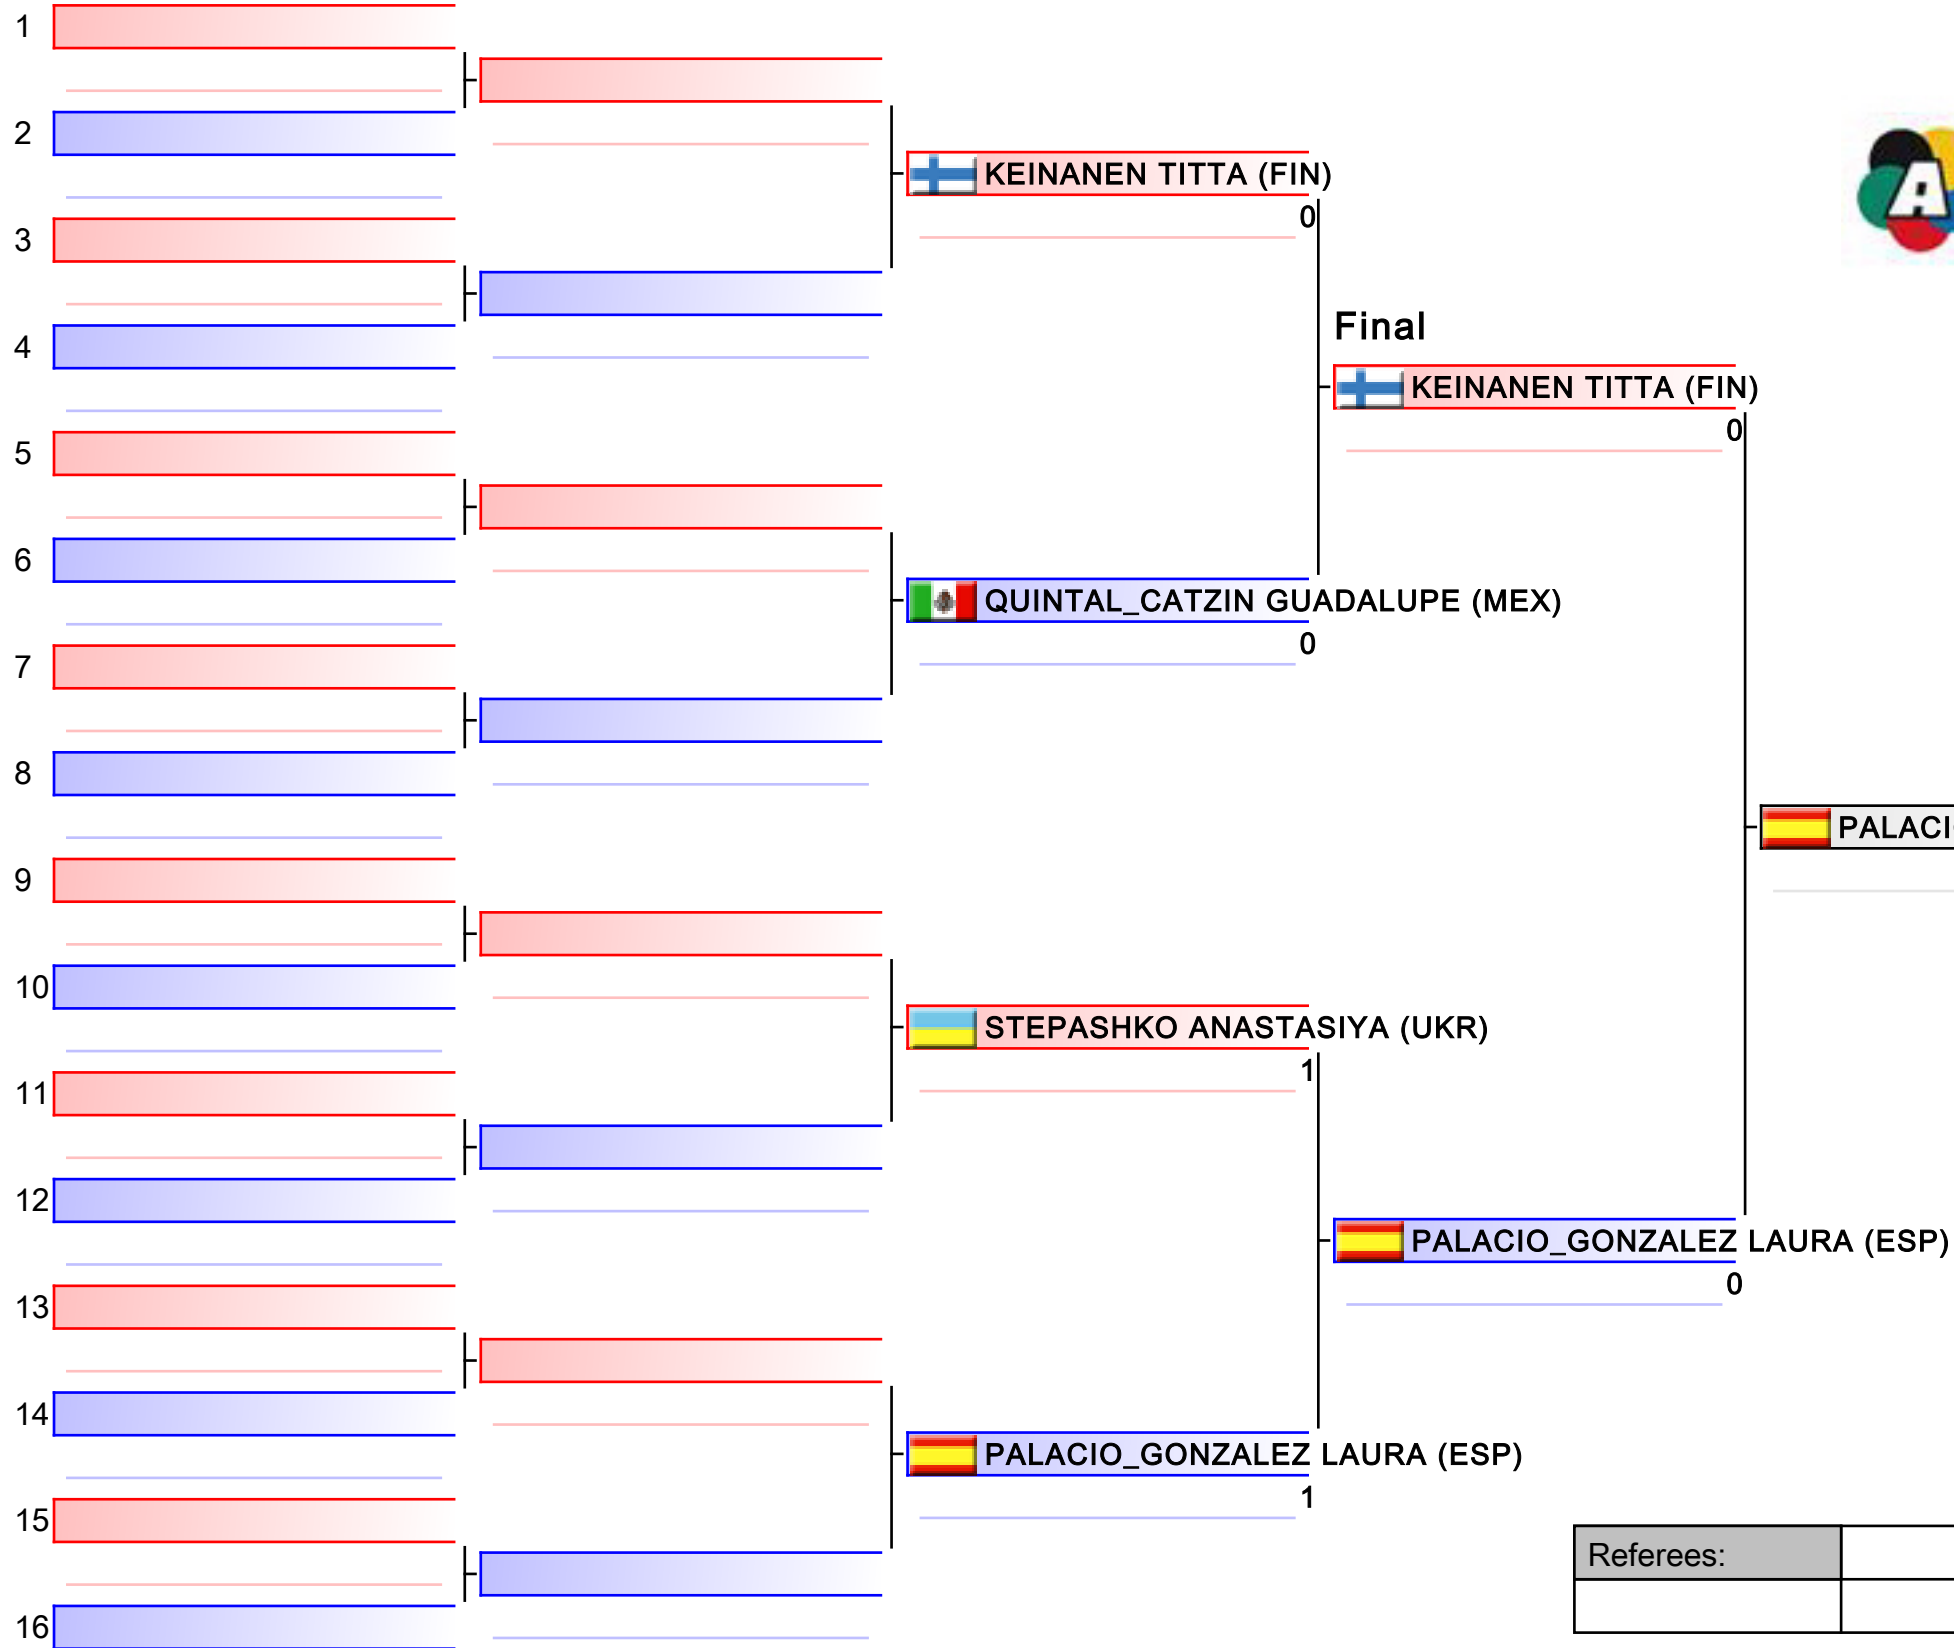 1
2
3
4
5
6
7
8
9
10
11
12
13
14
15
16
KEINANEN TITTA (FIN)
0
QUINTAL_CATZIN GUADALUPE (MEX)
0
STEPASHKO ANASTASIYA (UKR)
1
PALACIO_GONZALEZ LAURA (ESP)
1
Final
KEINANEN TITTA (FIN)
0
PALACIO_GONZALEZ LAURA (ESP)
0
A
PALACI
Referees: